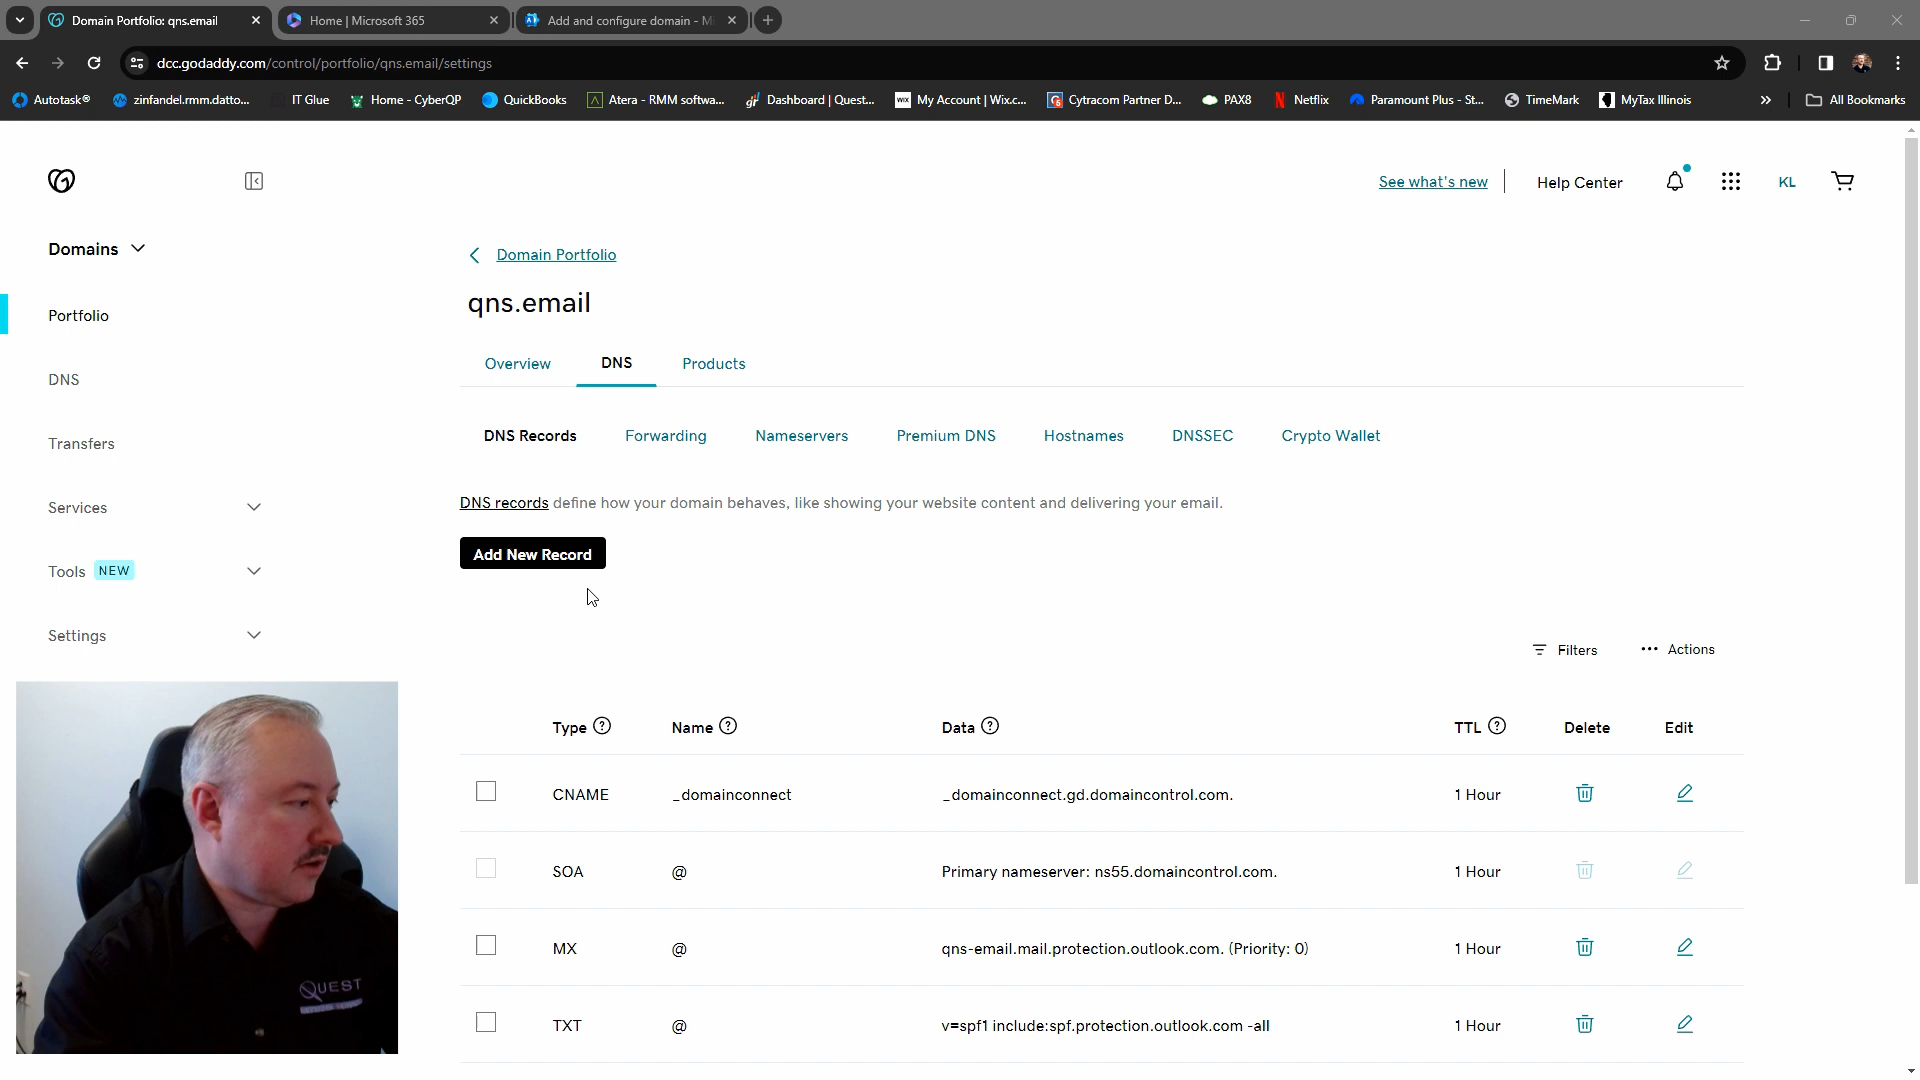 Domain Portfolio: qns.email
Home | Microsoft 365
Add and configure domain - Mi
dcc.godaddy.com/control/portfolio/qns.email/settings
Autotask®
zinfandel.rmm.datto...
IT Glue
Home - CyberQP
QuickBooks
Atera - RMM softwa...
Dashboard | Quest...
My Account | Wix.c...
Cytracom Partner D...
PAX8
Netflix
Paramount Plus - St...
TimeMark
MyTax Illinois
All Bookmarks
See what's new
Help Center
KL
Domains
Portfolio
DNS
Transfers
Services
Tools NEW
Settings
Domain Portfolio
qns.email
Overview DNS Products
DNS Records Forwarding Nameservers Premium DNS Hostnames DNSSEC Crypto Wallet
DNS records define how your domain behaves, like showing your website content and delivering your email.
Add New Record
Filters ••• Actions
Type Name Data TTL Delete Edit
CNAME _domainconnect _domainconnect.gd.domaincontrol.com. 1 Hour
SOA @ Primary nameserver: ns55.domaincontrol.com. 1 Hour
MX @ qns-email.mail.protection.outlook.com. (Priority: 0) 1 Hour
TXT @ v=spf1 include:spf.protection.outlook.com -all 1 Hour
QUEST